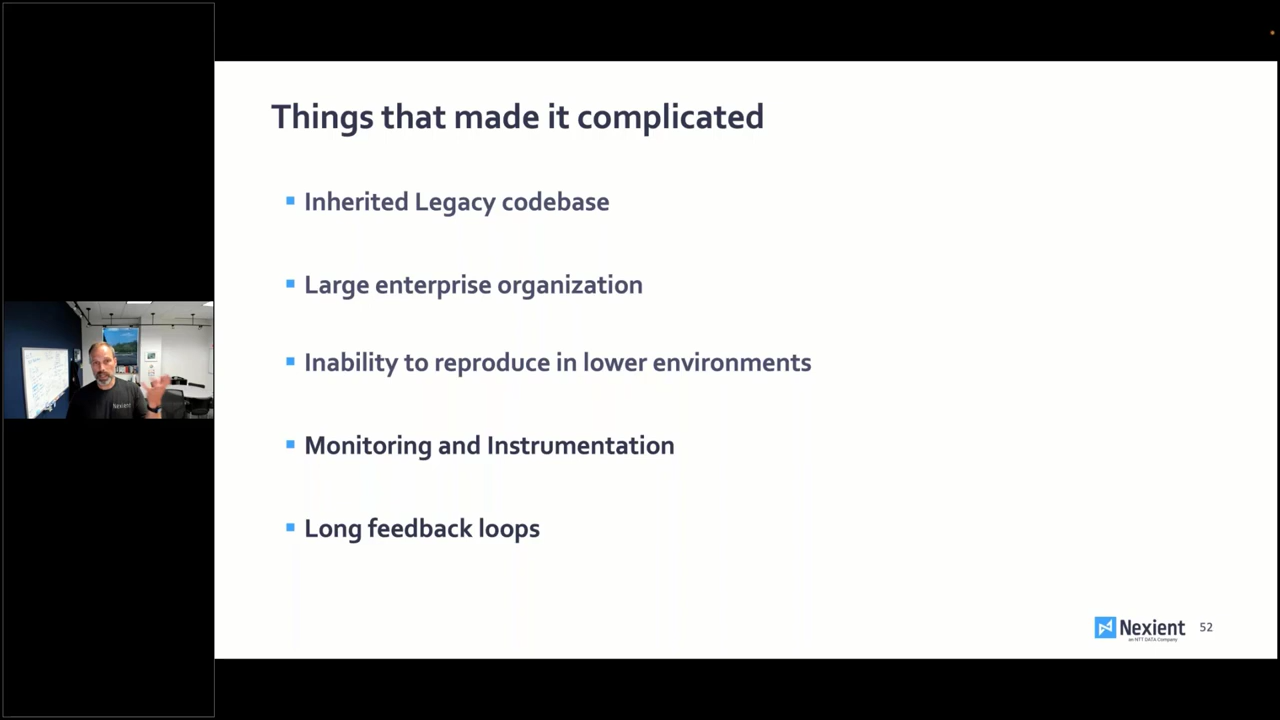 Things that made it complicated
Inherited Legacy codebase
Large enterprise organization
Inability to reproduce in lower environments
Monitoring and Instrumentation
Long feedback loops
Nexient
an NTT DATA Company
52
Nexient